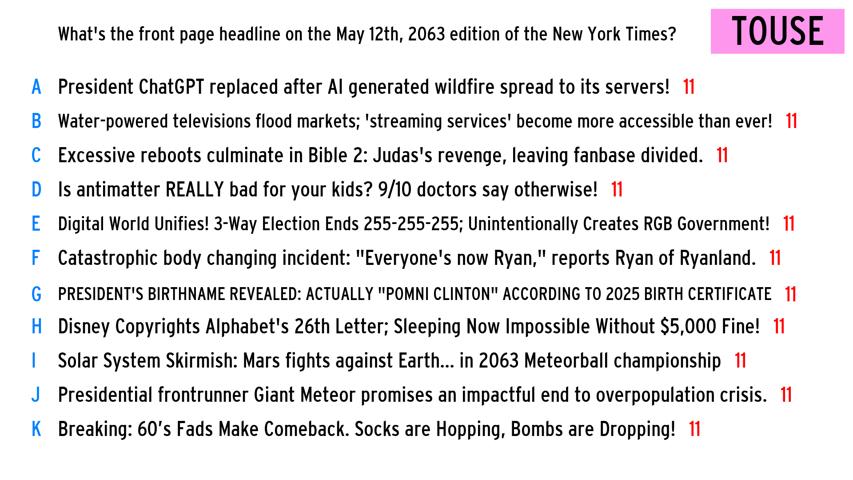 What's the front page headline on the May 12th, 2063 edition of the New York Times?
TOUSE
A President ChatGPT replaced after AI generated wildfire spread to its servers! 11
B Water-powered televisions flood markets; 'streaming services' become more accessible than ever! 11
C Excessive reboots culminate in Bible 2: Judas's revenge, leaving fanbase divided. 11
D Is antimatter REALLY bad for your kids? 9/10 doctors say otherwise! 11
E Digital World Unifies! 3-Way Election Ends 255-255-255; Unintentionally Creates RGB Government! 11
F Catastrophic body changing incident: "Everyone's now Ryan," reports Ryan of Ryanland. 11
G PRESIDENT'S BIRTHNAME REVEALED: ACTUALLY "POMNI CLINTON" ACCORDING TO 2025 BIRTH CERTIFICATE 11
H Disney Copyrights Alphabet's 26th Letter; Sleeping Now Impossible Without $5,000 Fine! 11
I Solar System Skirmish: Mars fights against Earth... in 2063 Meteorball championship 11
J Presidential frontrunner Giant Meteor promises an impactful end to overpopulation crisis. 11
K Breaking: 60’s Fads Make Comeback. Socks are Hopping, Bombs are Dropping! 11